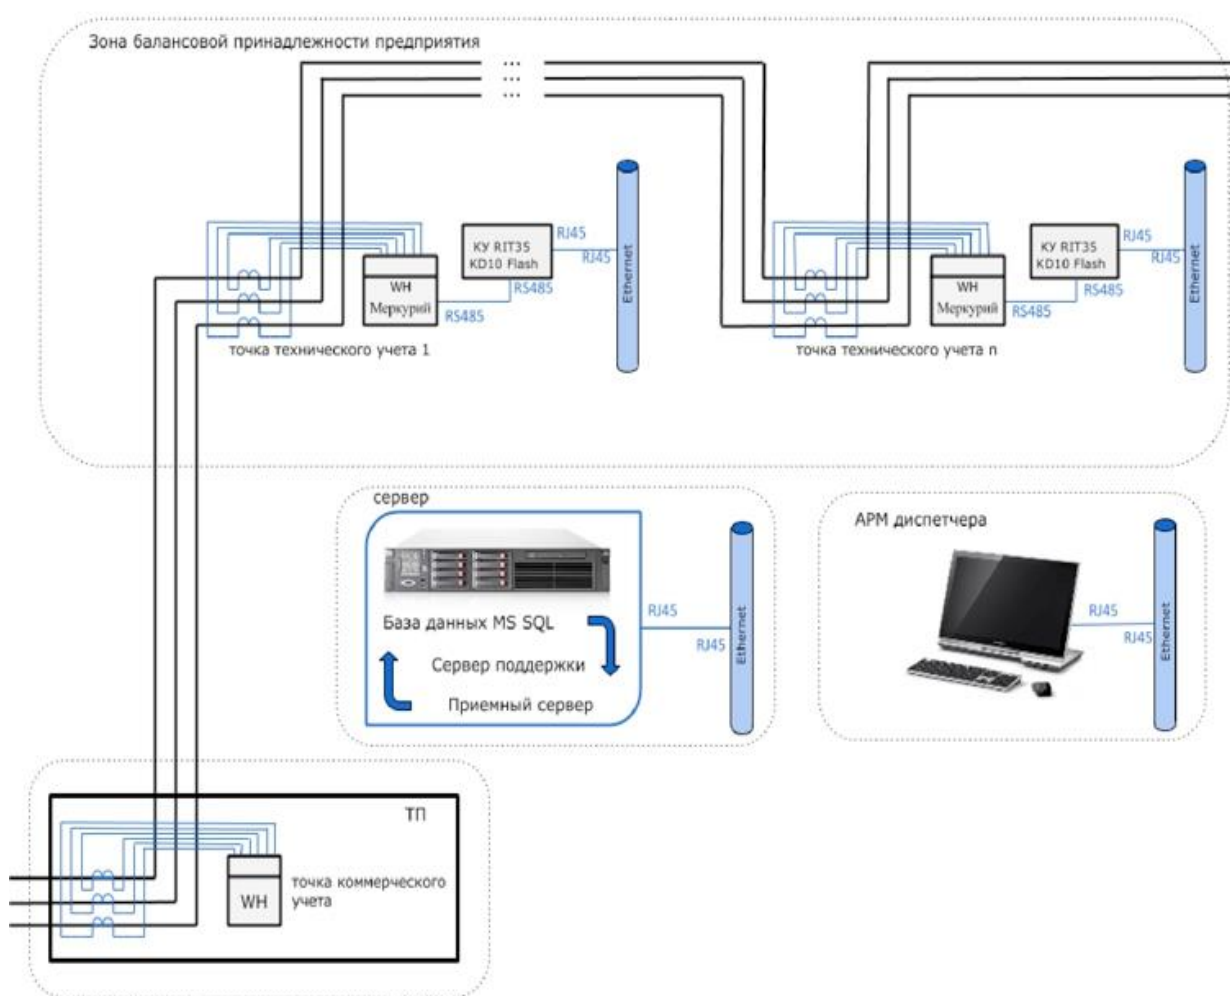 Зона балансовой принадлежности предприятия
... ...
... ...
... ...
RJ45
RJ45
КУ RIT35
KD10 Flash
Ethernet
WH
Меркурий
RS485
RS485
точка технического учета 1
RJ45
RJ45
КУ RIT35
KD10 Flash
Ethernet
WH
Меркурий
RS485
RS485
точка технического учета n
сервер
База данных MS SQL
Сервер поддержки
Приемный сервер
RJ45
RJ45
Ethernet
АРМ диспетчера
RJ45
RJ45
Ethernet
ТП
WH
точка коммерческого
учета